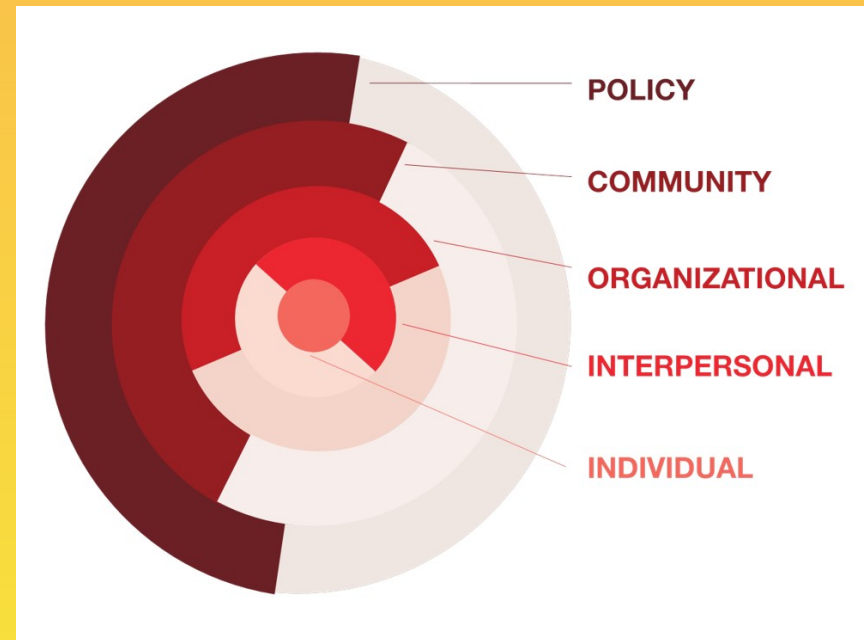 POLICY
COMMUNITY
ORGANIZATIONAL
INTERPERSONAL
INDIVIDUAL